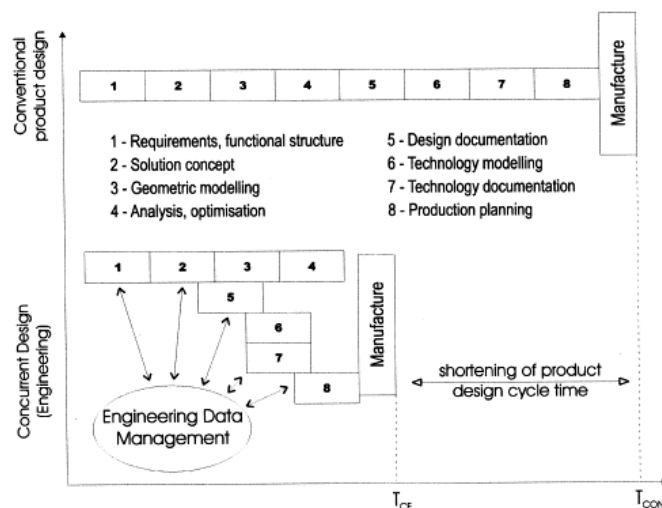 Conventional
product design
1 2 3 4 5 6 7 8
Manufacture
1 - Requirements, functional structure
2 - Solution concept
3 - Geometric modelling
4 - Analysis, optimisation
5 - Design documentation
6 - Technology modelling
7 - Technology documentation
8 - Production planning
Concurrent Design
(Engineering)
1 2 3 4
5
6
7
8
Manufacture
Engineering Data
Management
shortening of product
design cycle time
T_CE
T_CON